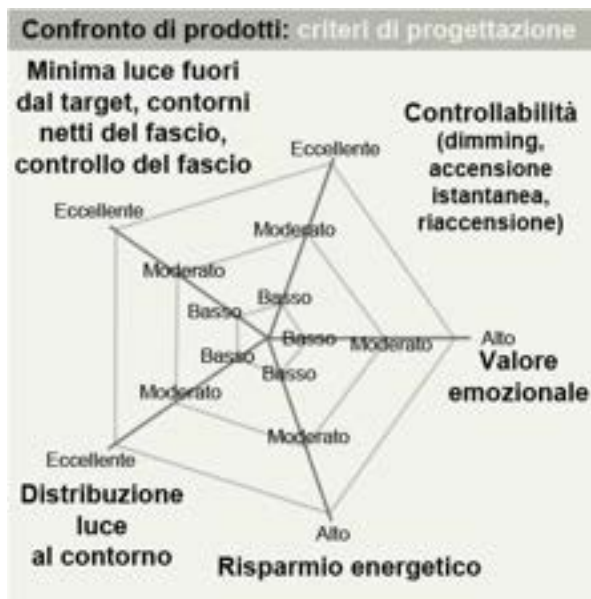 Confronto di prodotti: criteri di progettazione
Minima luce fuori
dal target, contorni
netti del fascio,
controllo del fascio
Controllabilità
(dimming,
accensione
istantanea,
riaccensione)
Eccellente
Eccellente
Moderato
Moderato
Basso
Basso
Basso
Moderato
Alto
Valore
emozionale
Basso
Basso
Moderato
Moderato
Eccellente
Distribuzione
luce
al contorno
Alto
Risparmio energetico